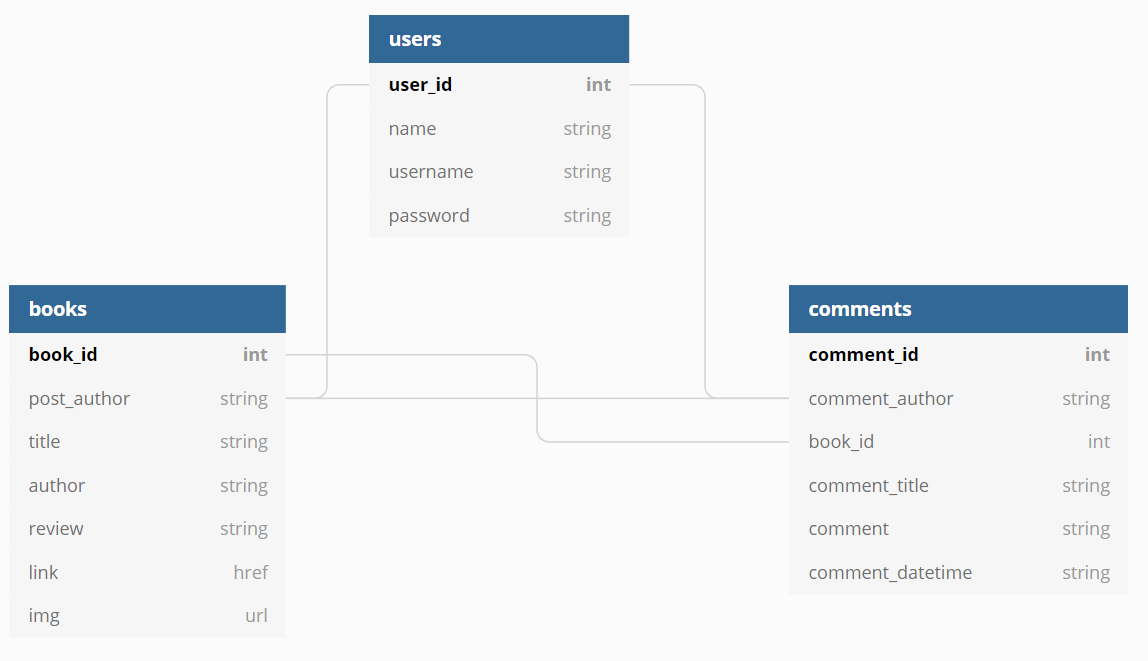 users
user_id int
name string
username string
password string
books
book_id int
post_author string
title string
author string
review string
link href
img url
comments
comment_id int
comment_author string
book_id int
comment_title string
comment string
comment_datetime string